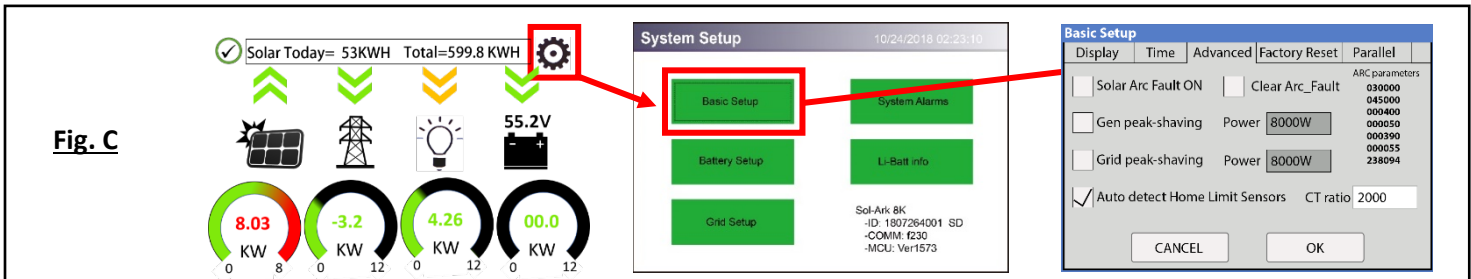 Fig. C
Solar Today= 53KWH Total=599.8 KWH
55.2V
- +
8.03
KW
0 8
-3.2
KW
0 12
4.26
KW
0 12
00.0
KW
0 12
System Setup 10/24/2018 02:23:10
Basic Setup System Alarms
Battery Setup Li-Batt info
Grid Setup
Sol-Ark 8K
-ID: 1807264001 SD
-COMM: f230
-MCU: Ver1573
Basic Setup
Display Time Advanced Factory Reset Parallel
Solar Arc Fault ON Clear Arc_Fault
Gen peak-shaving Power 8000W
Grid peak-shaving Power 8000W
Auto detect Home Limit Sensors CT ratio 2000
ARC parameters
030000
045000
000400
000050
000390
000055
238094
CANCEL OK